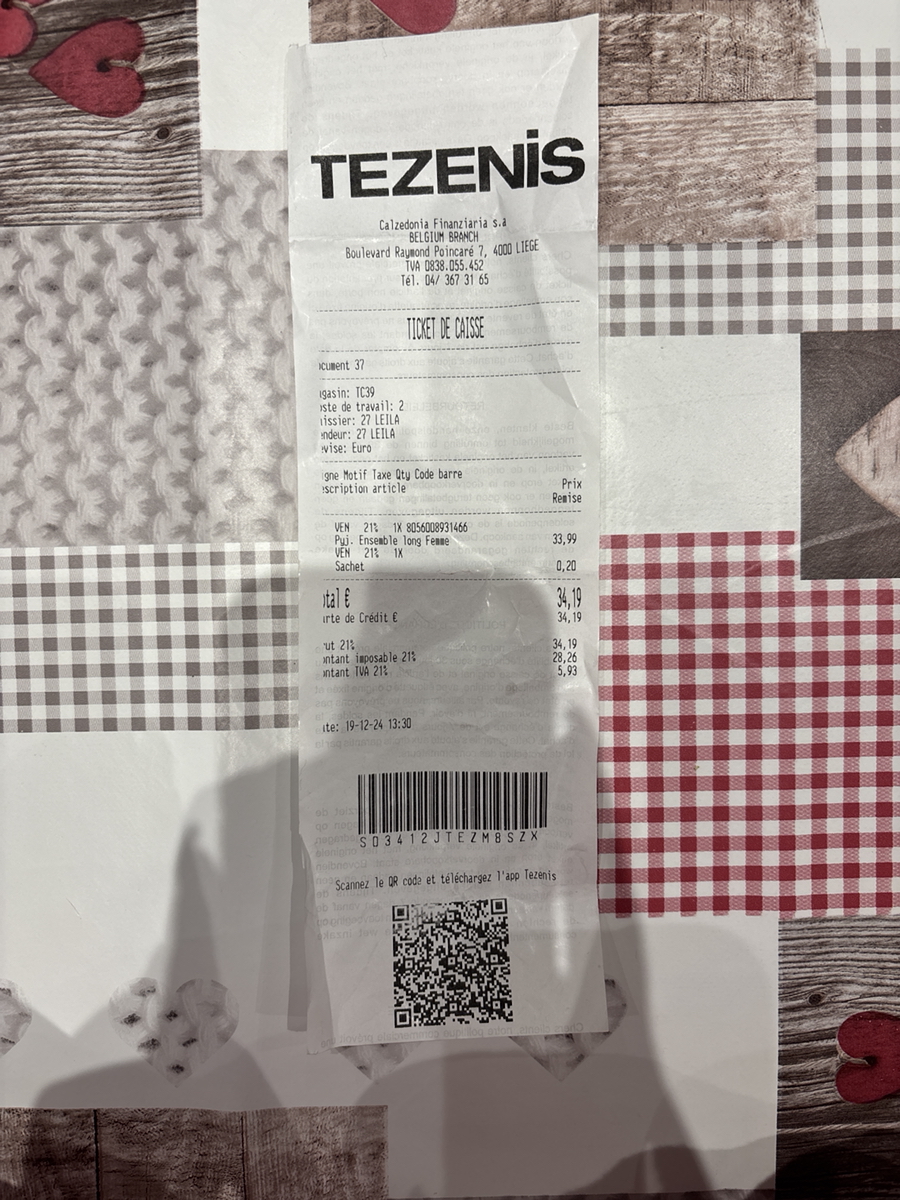 TEZENiS
Calzedonia Finanziaria s.a
BELGIUM BRANCH
Boulevard Raymond Poincaré 7, 4000 LIEGE
TVA 0838.055.452
Tél. 04/ 367 31 65
TICKET DE CAISSE
cument 37
gasin: TC39
ste de travail: 2
issier: 27 LEILA
ndeur: 27 LEILA
vise: Euro
gne Motif Taxe Qty Code barre
scription article Prix
Remise
VEN 21% 1X 8056008931466
Pyj. Ensemble long Femme 33,99
VEN 21% 1X
Sachet 0,20
tal € 34,19
rte de Crédit € 34,19
ut 21% 34,19
ntant imposable 21% 28,26
ntant TVA 21% 5,93
te: 19-12-24 13:30
S03412JTEZM8SZX
Scannez le QR code et téléchargez l'app Tezenis